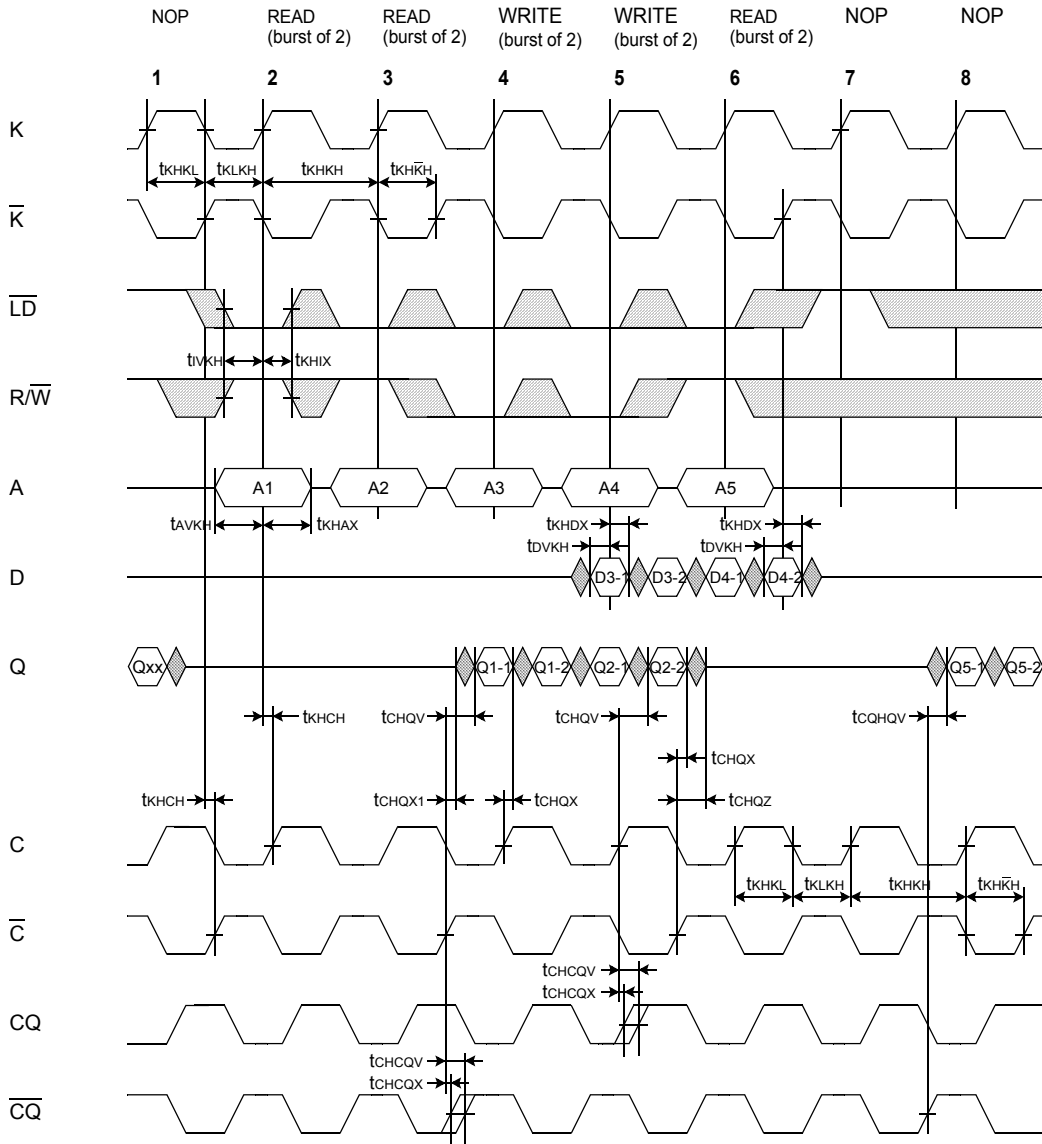 NOP READ READ WRITE WRITE READ NOP NOP
(burst of 2) (burst of 2) (burst of 2) (burst of 2) (burst of 2)
1 2 3 4 5 6 7 8
K
tKHKL tKLKH tKHKH tKHK̅H
K̅
L̅D̅
tIVKH tKHIX
R/W̅
A A1 A2 A3 A4 A5
tAVKH tKHAX tKHDX tKHDX
tDVKH tDVKH
D D3-1 D3-2 D4-1 D4-2
Q Qxx Q1-1 Q1-2 Q2-1 Q2-2 Q5-1 Q5-2
tKHCH tCHQV tCHQV tCQHQV
tCHQX
tKHCH tCHQX1 tCHQX tCHQZ
C
tKHKL tKLKH tKHKH tKHK̅H
C̅
tCHCQV
tCHCQX
CQ
tCHCQV
tCHCQX
C̅Q̅